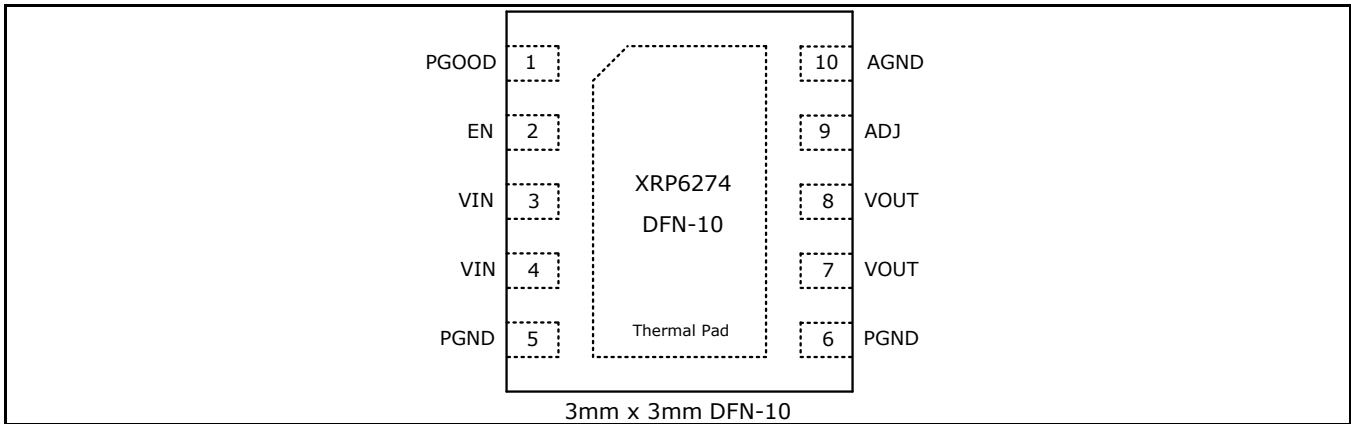 PGOOD 1 10 AGND
EN 2 9 ADJ
VIN 3 XRP6274 8 VOUT
DFN-10
VIN 4 7 VOUT
PGND 5 Thermal Pad 6 PGND
3mm x 3mm DFN-10